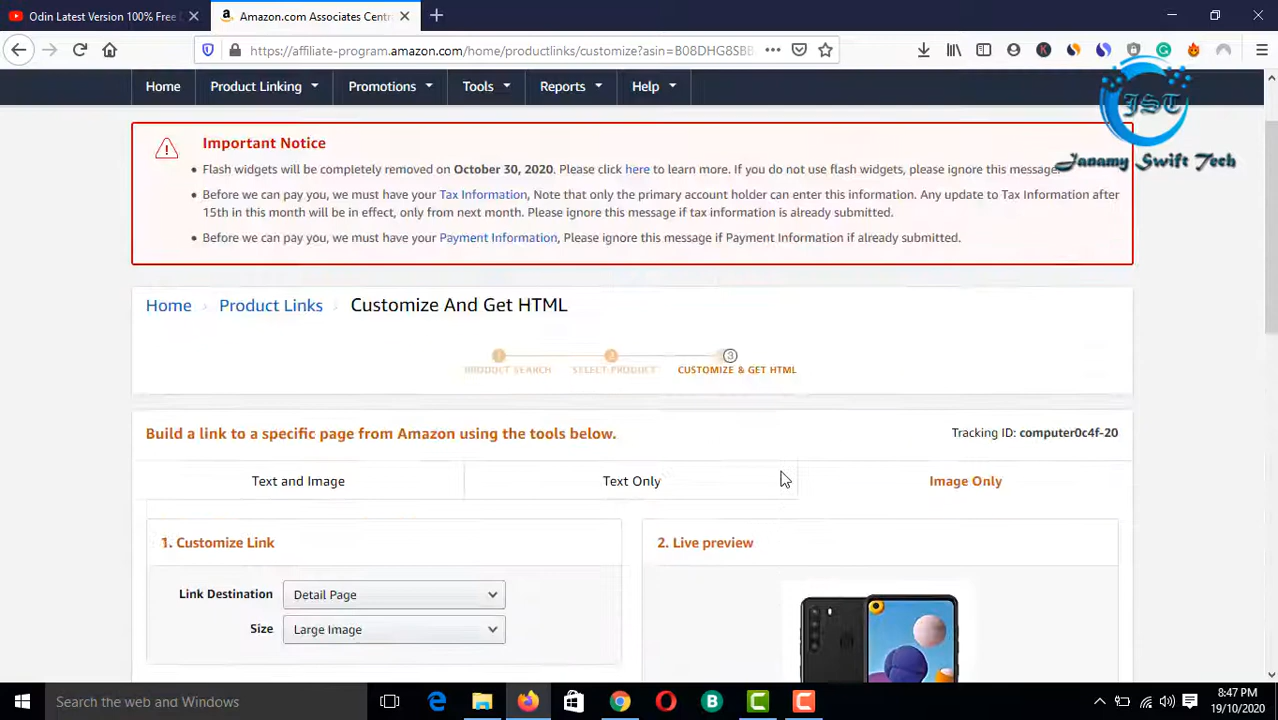 Odin Latest Version 100% Free D
Amazon.com Associates Centr
https://affiliate-program.amazon.com/home/productlinks/customize?asin=B08DHG8SBB
Home Product Linking Promotions Tools Reports Help
JST
Janamy Swift Tech
Important Notice
Flash widgets will be completely removed on October 30, 2020. Please click here to learn more. If you do not use flash widgets, please ignore this message.
Before we can pay you, we must have your Tax Information, Note that only the primary account holder can enter this information. Any update to Tax Information after
15th in this month will be in effect, only from next month. Please ignore this message if tax information is already submitted.
Before we can pay you, we must have your Payment Information, Please ignore this message if Payment Information if already submitted.
Home › Product Links › Customize And Get HTML
1 2 3
PRODUCT SEARCH SELECT PRODUCT CUSTOMIZE & GET HTML
Build a link to a specific page from Amazon using the tools below. Tracking ID: computer0c4f-20
Text and Image Text Only Image Only
1. Customize Link 2. Live preview
Link Destination Detail Page
Size Large Image
Search the web and Windows
8:47 PM
19/10/2020